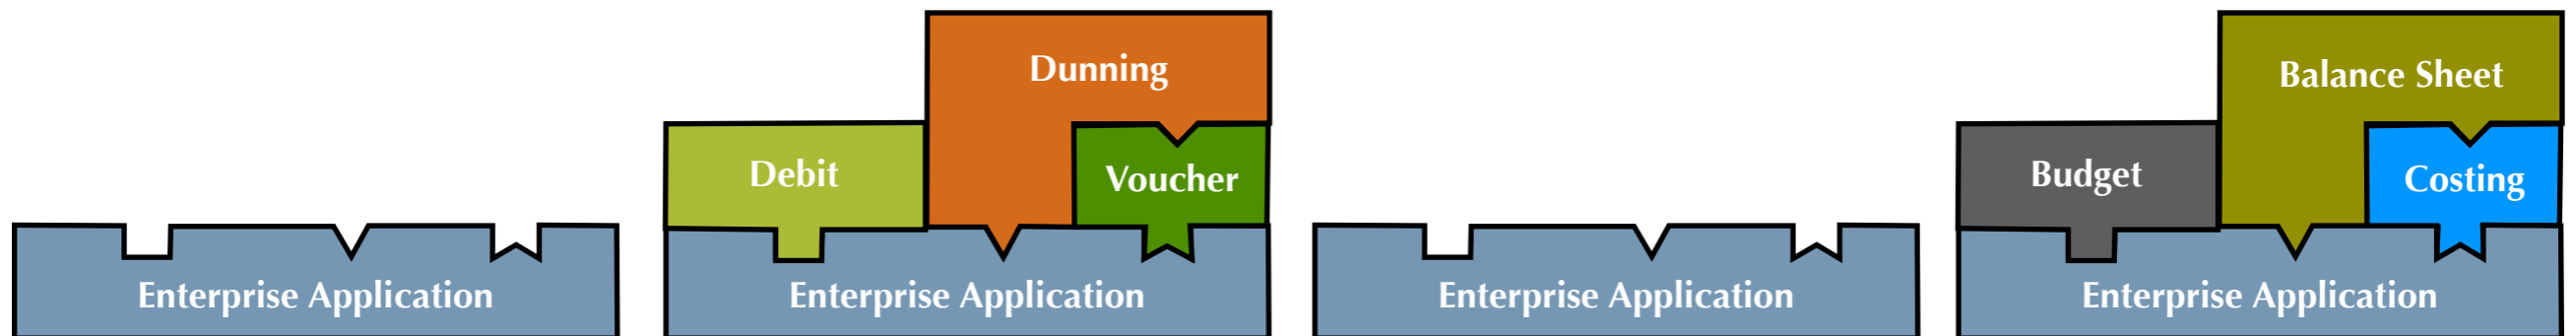 Dunning
Balance Sheet
Debit
Voucher
Budget
Costing
Enterprise Application
Enterprise Application
Enterprise Application
Enterprise Application